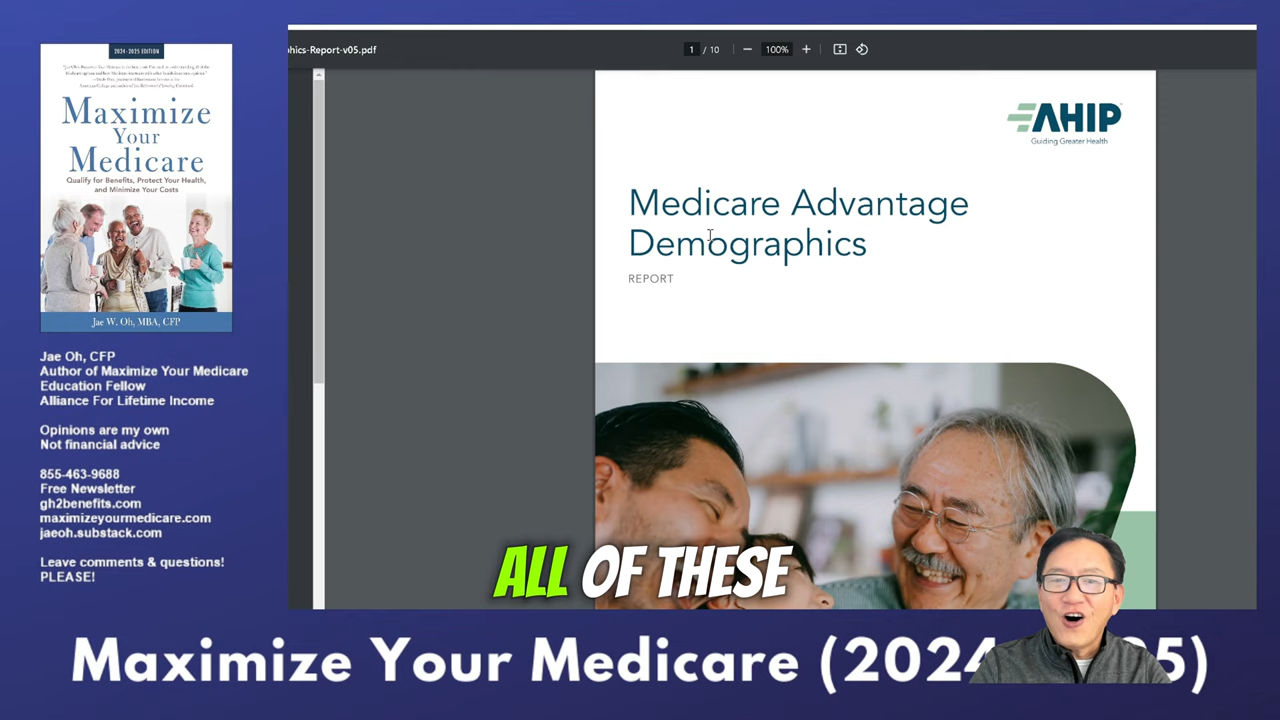 2024-2025 EDITION
Maximize
Your
Medicare
Qualify for Benefits, Protect Your Health,
and Minimize Your Costs
Jae W. Oh, MBA, CFP
Jae Oh, CFP
Author of Maximize Your Medicare
Education Fellow
Alliance For Lifetime Income
Opinions are my own
Not financial advice
855-463-9688
Free Newsletter
gh2benefits.com
maximizeyourmedicare.com
jaeoh.substack.com
Leave comments & questions!
PLEASE!
hics-Report-v05.pdf
1 / 10
100%
AHIP
Guiding Greater Health
Medicare Advantage
Demographics
REPORT
ALL OF THESE
Maximize Your Medicare (2024 5)